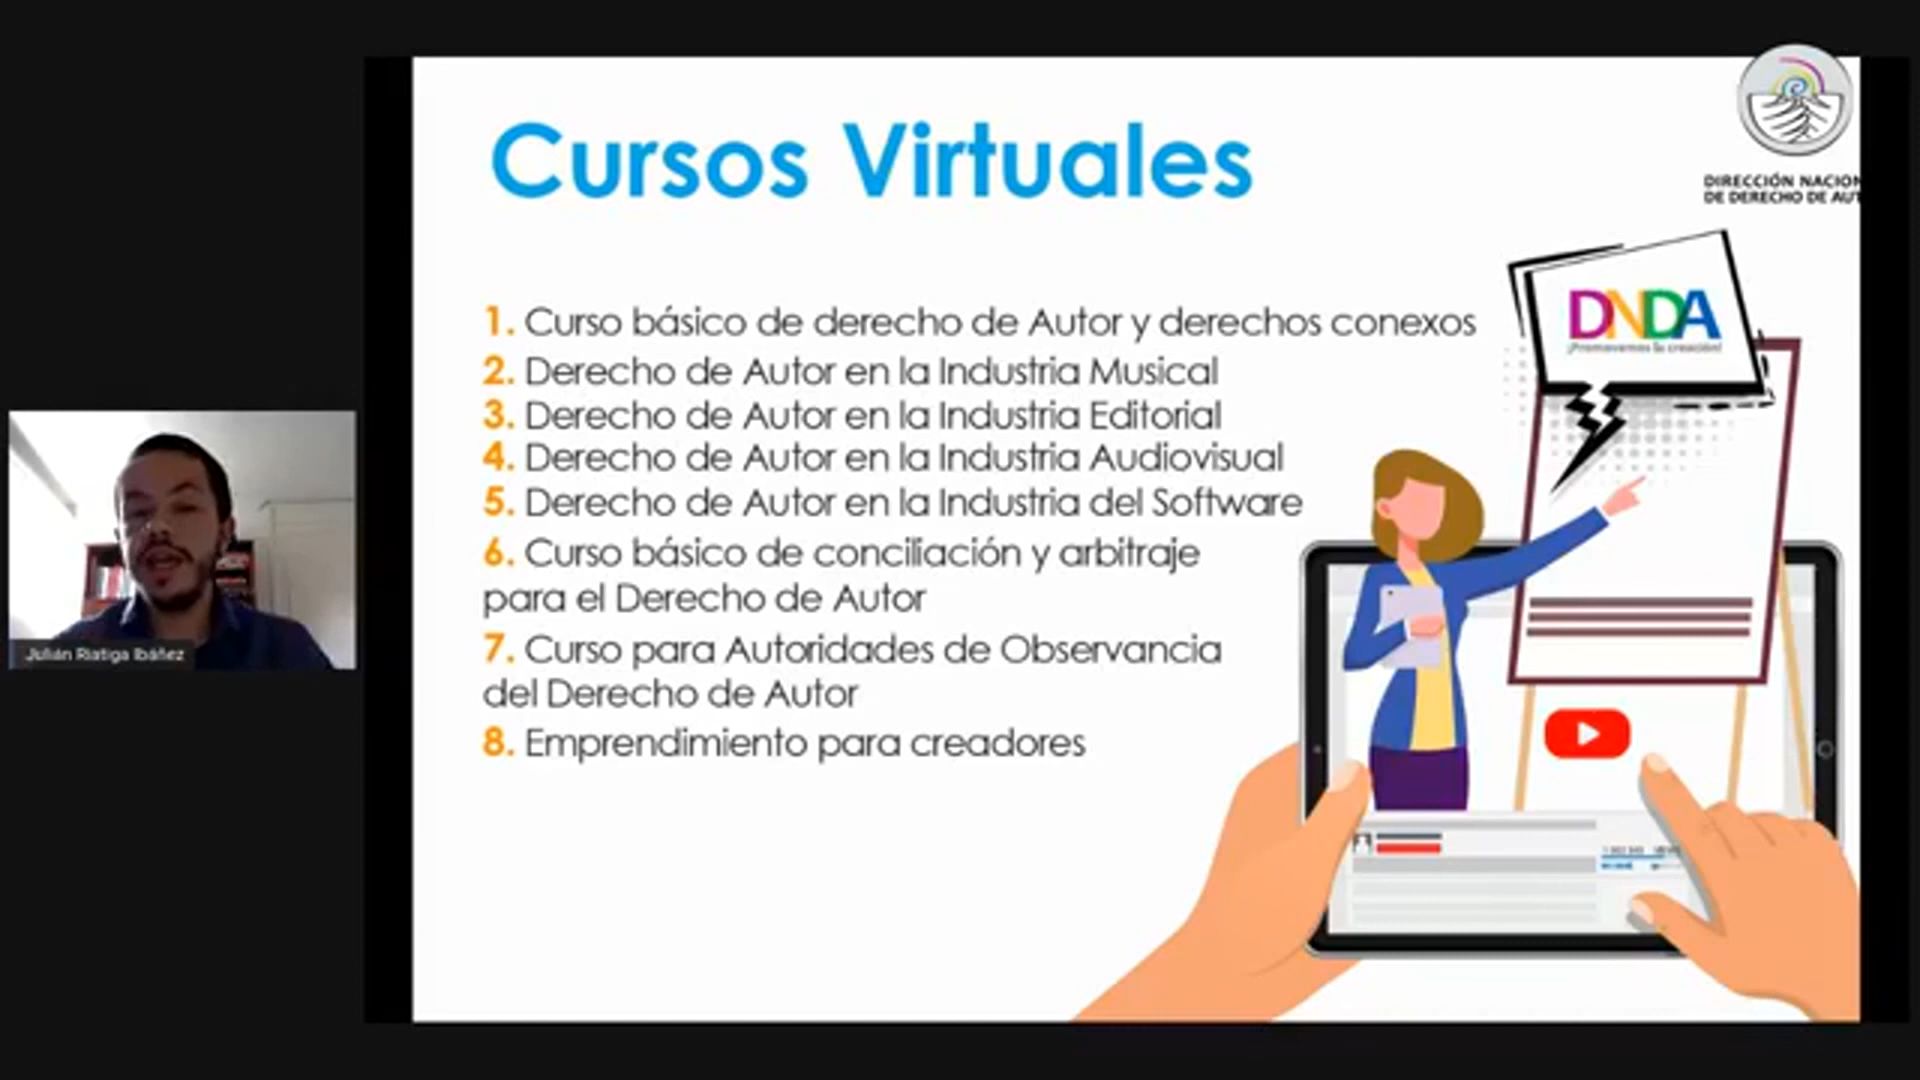 Cursos Virtuales
DIRECCIÓN NACION
DE DERECHO DE AUT
DNDA
¡Promovemos la creación!
1. Curso básico de derecho de Autor y derechos conexos
2. Derecho de Autor en la Industria Musical
3. Derecho de Autor en la Industria Editorial
4. Derecho de Autor en la Industria Audiovisual
5. Derecho de Autor en la Industria del Software
6. Curso básico de conciliación y arbitraje
para el Derecho de Autor
7. Curso para Autoridades de Observancia
del Derecho de Autor
8. Emprendimiento para creadores
Julián Riatiga Ibáñez